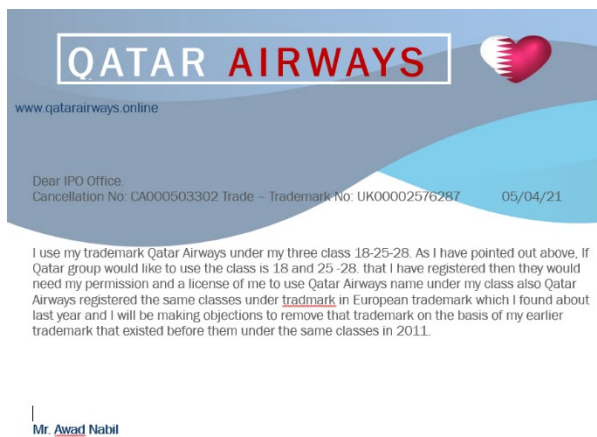 QATAR AIRWAYS
www.qatarairways.online
Dear IPO Office.
Cancellation No: CA000503302 Trade – Trademark No: UK00002576287 05/04/21
I use my trademark Qatar Airways under my three class 18-25-28. As I have pointed out above, If
Qatar group would like to use the class is 18 and 25 -28. that I have registered then they would
need my permission and a license of me to use Qatar Airways name under my class also Qatar
Airways registered the same classes under tradmark in European trademark which I found about
last year and I will be making objections to remove that trademark on the basis of my earlier
trademark that existed before them under the same classes in 2011.
Mr. Awad Nabil